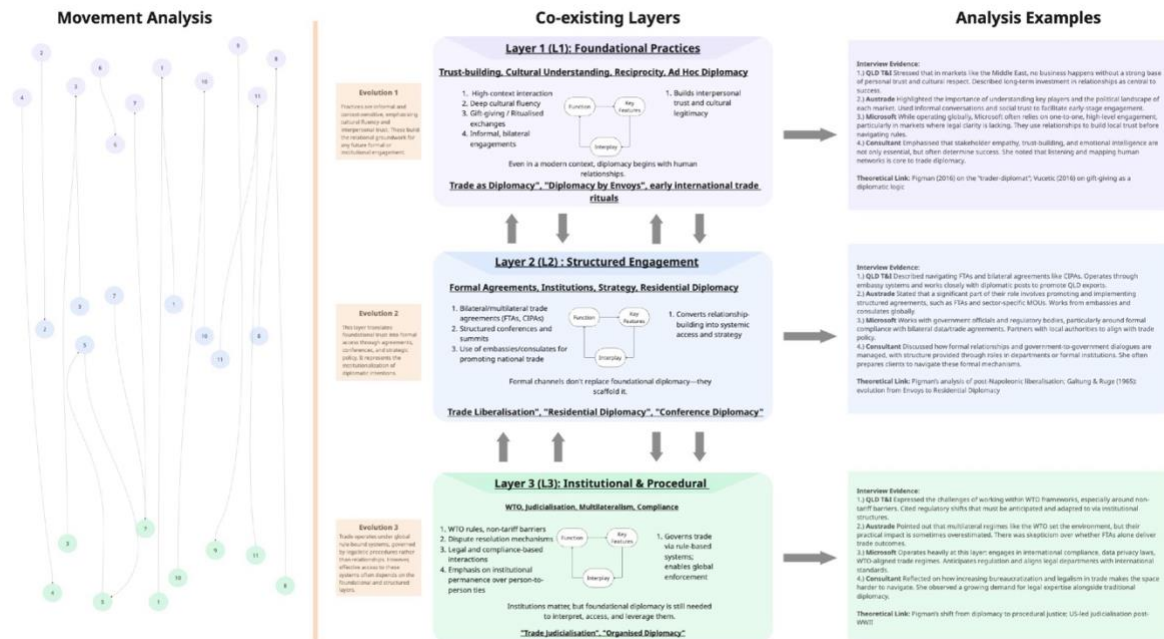 Movement Analysis
Co-existing Layers
Analysis Examples
Evolution 1
Practices are informal and
context-sensitive, emphasizing
cultural fluency and
interpersonal trust. These build
the relational groundwork for
any future formal or
institutional engagement.
Layer 1 (L1): Foundational Practices
Trust-building, Cultural Understanding, Reciprocity, Ad Hoc Diplomacy
1. High-context interaction
2. Deep cultural fluency
3. Gift-giving / Ritualised
exchanges
4. Informal, bilateral
engagements
Function
Key
Features
Interplay
1. Builds interpersonal
trust and cultural
legitimacy
Even in a modern context, diplomacy begins with human
relationships.
Trade as Diplomacy", "Diplomacy by Envoys", early international trade
rituals
Interview Evidence:
1.) QLD T&I Stressed that in markets like the Middle East, no business happens without a strong base
of personal trust and cultural respect. Described long-term investment in relationships as central to
success.
2.) Austrade Highlighted the importance of understanding key players and the political landscape of
each market. Used informal conversations and social trust to facilitate early-stage engagement.
3.) Microsoft While operating globally, Microsoft often relies on one-to-one, high-level engagement,
particularly in markets where legal clarity is lacking. They use relationships to build local trust before
navigating rules.
4.) Consultant Emphasised that stakeholder empathy, trust-building, and emotional intelligence are
not only essential, but often determine success. She noted that listening and mapping human
networks is core to trade diplomacy.
Theoretical Link: Pigman (2016) on the "trader-diplomat"; Vucetic (2016) on gift-giving as a
diplomatic logic
Evolution 2
This layer translates
foundational trust into formal
access through agreements,
conferences, and strategic
policy. It represents the
institutionalization of
diplomatic intentions.
Layer 2 (L2) : Structured Engagement
Formal Agreements, Institutions, Strategy, Residential Diplomacy
1. Bilateral/multilateral trade
agreements (FTAs, CIPAs)
2. Structured conferences and
summits
3. Use of embassies/consulates for
promoting national trade
Function
Key
Features
Interplay
1. Converts relationship-
building into systemic
access and strategy
Formal channels don't replace foundational diplomacy—they
scaffold it.
Trade Liberalisation", "Residential Diplomacy", "Conference Diplomacy"
Interview Evidence:
1.) QLD T&I Described navigating FTAs and bilateral agreements like CIPAs. Operates through
embassy systems and works closely with diplomatic posts to promote QLD exports.
2.) Austrade Stated that a significant part of their role involves promoting and implementing
structured agreements, such as FTAs and sector-specific MOUs. Works from embassies and
consulates globally.
3.) Microsoft Works with government officials and regulatory bodies, particularly around formal
compliance with bilateral data/trade agreements. Partners with local authorities to align with trade
policy.
4.) Consultant Discussed how formal relationships and government-to-government dialogues are
managed, with structure provided through roles in departments or formal institutions. She often
prepares clients to navigate these formal mechanisms.
Theoretical Link: Pigman's analysis of post-Napoleonic liberalisation; Galtung & Ruge (1965):
evolution from Envoys to Residential Diplomacy
Evolution 3
Trade operates under global
rule-bound systems, governed
by legalised procedures rather
than relationships. However,
effective access to these
systems often depends on the
foundational and structured
layers.
Layer 3 (L3): Institutional & Procedural
WTO, Judicialisation, Multilateralism, Compliance
1. WTO rules, non-tariff barriers
2. Dispute resolution mechanisms
3. Legal and compliance-based
interactions
4. Emphasis on institutional
permanence over person-to-
person ties
Function
Key
Features
Interplay
1. Governs trade
via rule-based systems;
enables global
enforcement
Institutions matter, but foundational diplomacy is still needed
to interpret, access, and leverage them.
"Trade Judicialisation", "Organised Diplomacy"
Interview Evidence:
1.) QLD T&I Expressed the challenges of working within WTO frameworks, especially around non-
tariff barriers. Cited regulatory shifts that must be anticipated and adapted to via institutional
structures.
2.) Austrade Pointed out that multilateral regimes like the WTO set the environment, but their
practical impact is sometimes overestimated. There was skepticism over whether FTAs alone deliver
trade outcomes.
3.) Microsoft Operates heavily at this layer: engages in international compliance, data privacy laws,
WTO-aligned trade regimes. Anticipates regulation and aligns legal departments with international
standards.
4.) Consultant Reflected on how increasing bureaucratization and legalism in trade makes the space
harder to navigate. She observed a growing demand for legal expertise alongside traditional
diplomacy.
Theoretical Link: Pigman's shift from diplomacy to procedural justice; US-led judicialisation post-
WWII